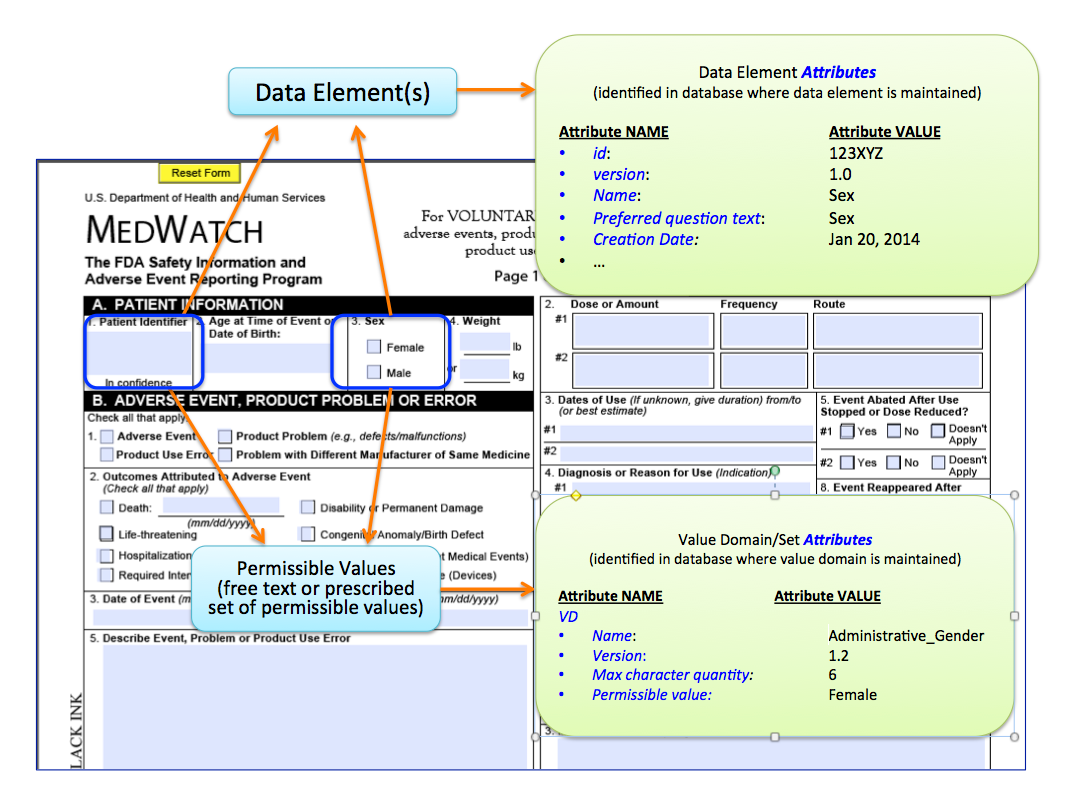 Data Element(s)
Data Element Attributes
(identified in database where data element is maintained)
Attribute NAME Attribute VALUE
• id: 123XYZ
• version: 1.0
• Name: Sex
• Preferred question text: Sex
• Creation Date: Jan 20, 2014
• ...
Reset Form
U.S. Department of Health and Human Services
MEDWATCH
The FDA Safety Information and
Adverse Event Reporting Program
For VOLUNTAR
adverse events, produ
product use
Page 1
A. PATIENT INFORMATION
1. Patient Identifier
In confidence
2. Age at Time of Event o
Date of Birth:
3. Sex
Female
Male
4. Weight
lb
or
kg
B. ADVERSE EVENT, PRODUCT PROBLEM OR ERROR
Check all that apply:
1. Adverse Event Product Problem (e.g., defects/malfunctions)
Product Use Error Problem with Different Manufacturer of Same Medicine
2. Outcomes Attributed to Adverse Event
(Check all that apply)
Death: Disability or Permanent Damage
(mm/dd/yyyy)
Life-threatening Congenital Anomaly/Birth Defect
Hospitalization t Medical Events)
Required Inter e (Devices)
3. Date of Event (m m/dd/yyyy)
5. Describe Event, Problem or Product Use Error
LACK INK
Permissible Values
(free text or prescribed
set of permissible values)
2. Dose or Amount Frequency Route
#1
#2
3. Dates of Use (If unknown, give duration) from/to
(or best estimate)
#1
#2
4. Diagnosis or Reason for Use (Indication)
#1
5. Event Abated After Use
Stopped or Dose Reduced?
#1 Yes No Doesn't
Apply
#2 Yes No Doesn't
Apply
8. Event Reappeared After
Value Domain/Set Attributes
(identified in database where value domain is maintained)
Attribute NAME Attribute VALUE
VD
• Name: Administrative_Gender
• Version: 1.2
• Max character quantity: 6
• Permissible value: Female
3.